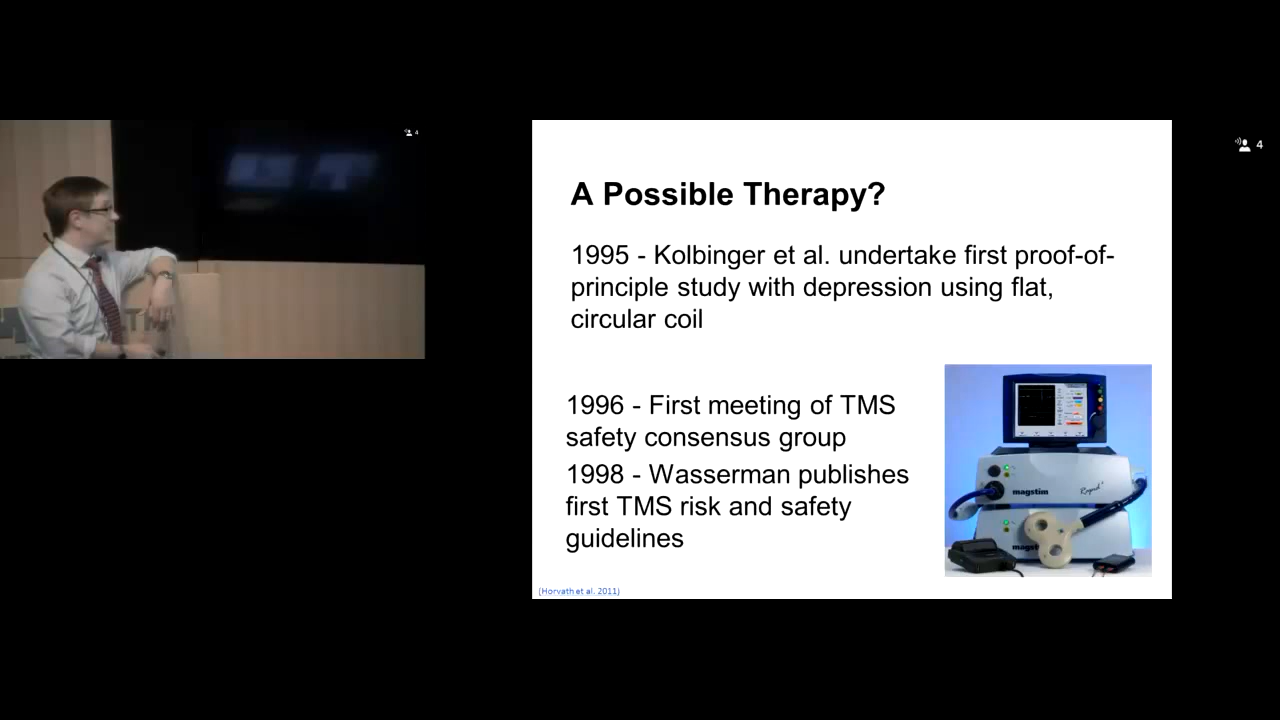 4
4
A Possible Therapy?
1995 - Kolbinger et al. undertake first proof-of-
principle study with depression using flat,
circular coil
1996 - First meeting of TMS
safety consensus group
1998 - Wasserman publishes
first TMS risk and safety
guidelines
magstim
Rapid²
magstim
(Horvath et al. 2011)